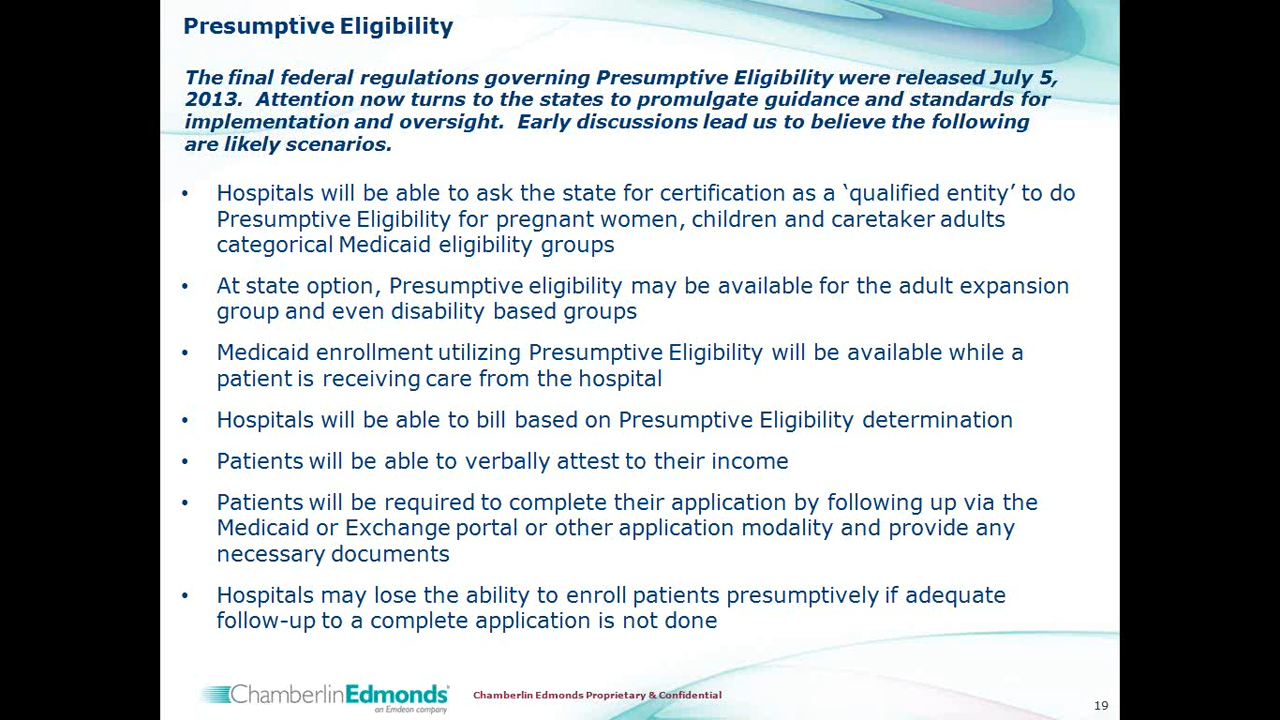 Presumptive Eligibility
The final federal regulations governing Presumptive Eligibility were released July 5,
2013. Attention now turns to the states to promulgate guidance and standards for
implementation and oversight. Early discussions lead us to believe the following
are likely scenarios.
• Hospitals will be able to ask the state for certification as a ‘qualified entity’ to do
Presumptive Eligibility for pregnant women, children and caretaker adults
categorical Medicaid eligibility groups
• At state option, Presumptive eligibility may be available for the adult expansion
group and even disability based groups
• Medicaid enrollment utilizing Presumptive Eligibility will be available while a
patient is receiving care from the hospital
• Hospitals will be able to bill based on Presumptive Eligibility determination
• Patients will be able to verbally attest to their income
• Patients will be required to complete their application by following up via the
Medicaid or Exchange portal or other application modality and provide any
necessary documents
• Hospitals may lose the ability to enroll patients presumptively if adequate
follow-up to a complete application is not done
ChamberlinEdmonds
an Emdeon company
Chamberlin Edmonds Proprietary & Confidential
19